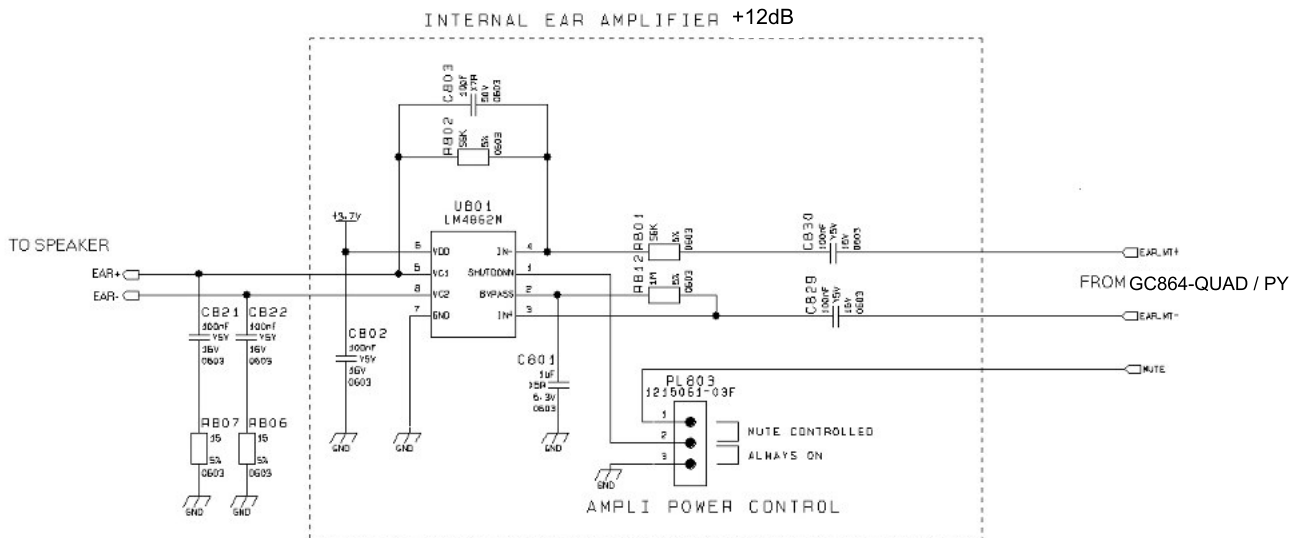 INTERNAL EAR AMPLIFIER +12dB
C803
10pF
X7R
50V
0603
R802
56K
5%
0603
U801
LM4862N
+3.7V
6 VDD
5 VO1
8 VO2
7 GND
IN- 4
SHUTDOWN 1
BYPASS 2
IN+ 3
R801
56K
5%
0603
R812
1M
5%
0603
C830
100nF
Y5V
16V
0603
C829
100nF
Y5V
16V
0603
EAR_MT+
FROM GC864-QUAD / PY
EAR_MT-
MUTE
TO SPEAKER
EAR+
EAR-
C821
100nF
Y5V
16V
0603
C822
100nF
Y5V
16V
0603
C802
100nF
Y5V
16V
0603
C801
1uF
X5R
6.3V
0603
R807
15
5%
0603
R806
15
5%
0603
PL803
1215061-03F
1
2
3
MUTE CONTROLLED
ALWAYS ON
GND
GND
GND
GND
GND
GND
AMPLI POWER CONTROL